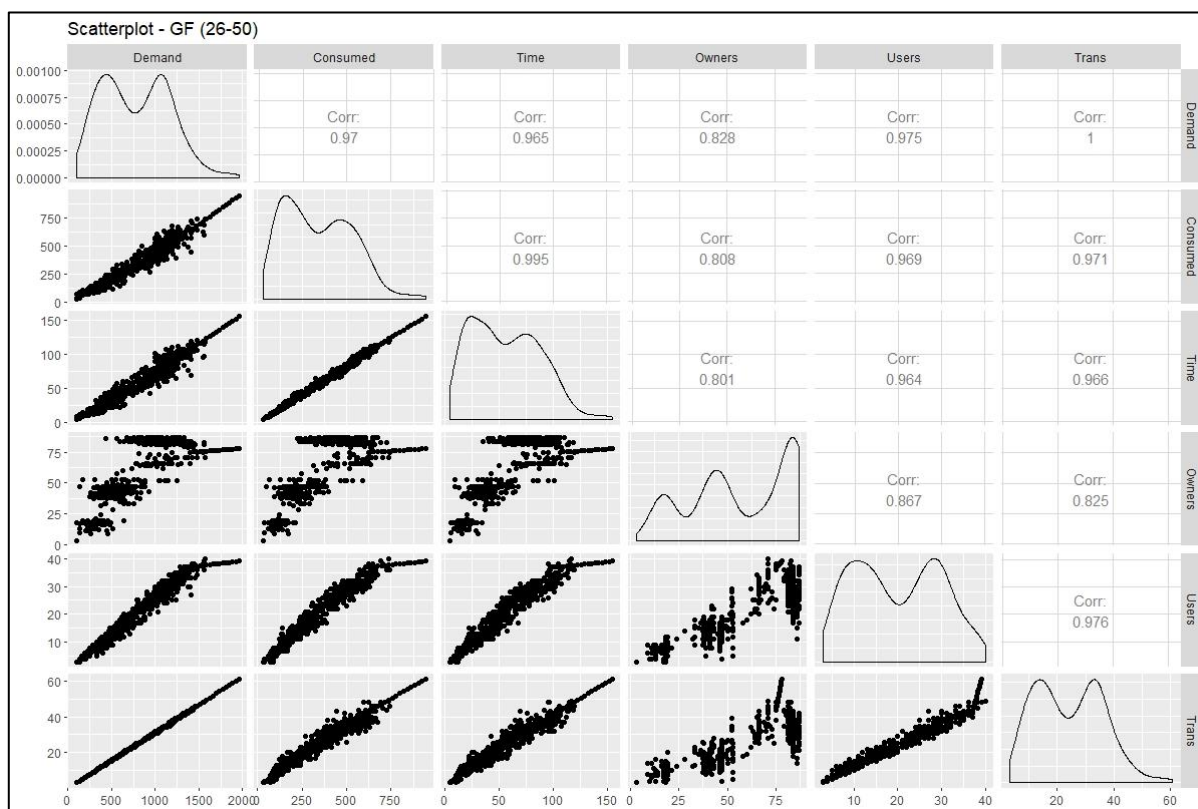 Scatterplot - GF (26-50)
Demand Consumed Time Owners Users Trans
0.00100
0.00075
0.00050
0.00025
0.00000
Corr:
0.97
Corr:
0.965
Corr:
0.828
Corr:
0.975
Corr:
1
Demand
750
500
250
0
Corr:
0.995
Corr:
0.808
Corr:
0.969
Corr:
0.971
Consumed
150
100
50
0
Corr:
0.801
Corr:
0.964
Corr:
0.966
Time
75
50
25
0
Corr:
0.867
Corr:
0.825
Owners
40
30
20
10
Corr:
0.976
Users
60
40
20
Trans
0 500 1000 1500 2000 250 500 750 0 50 100 150 0 25 50 75 10 20 30 40 20 40 60